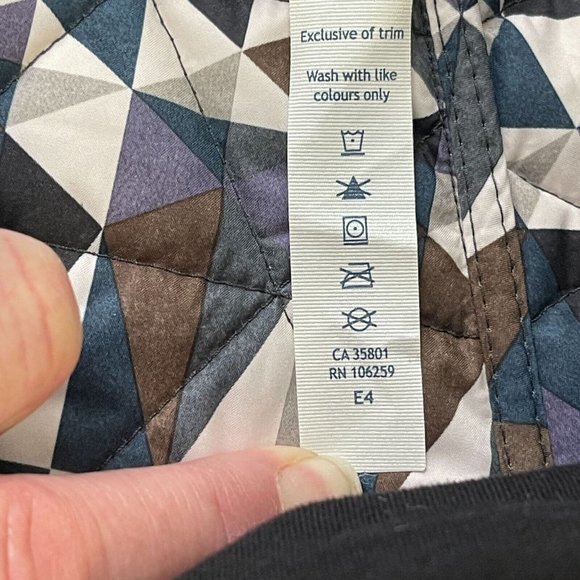 Exclusive of trim
Wash with like
colours only
CA 35801
RN 106259
E4